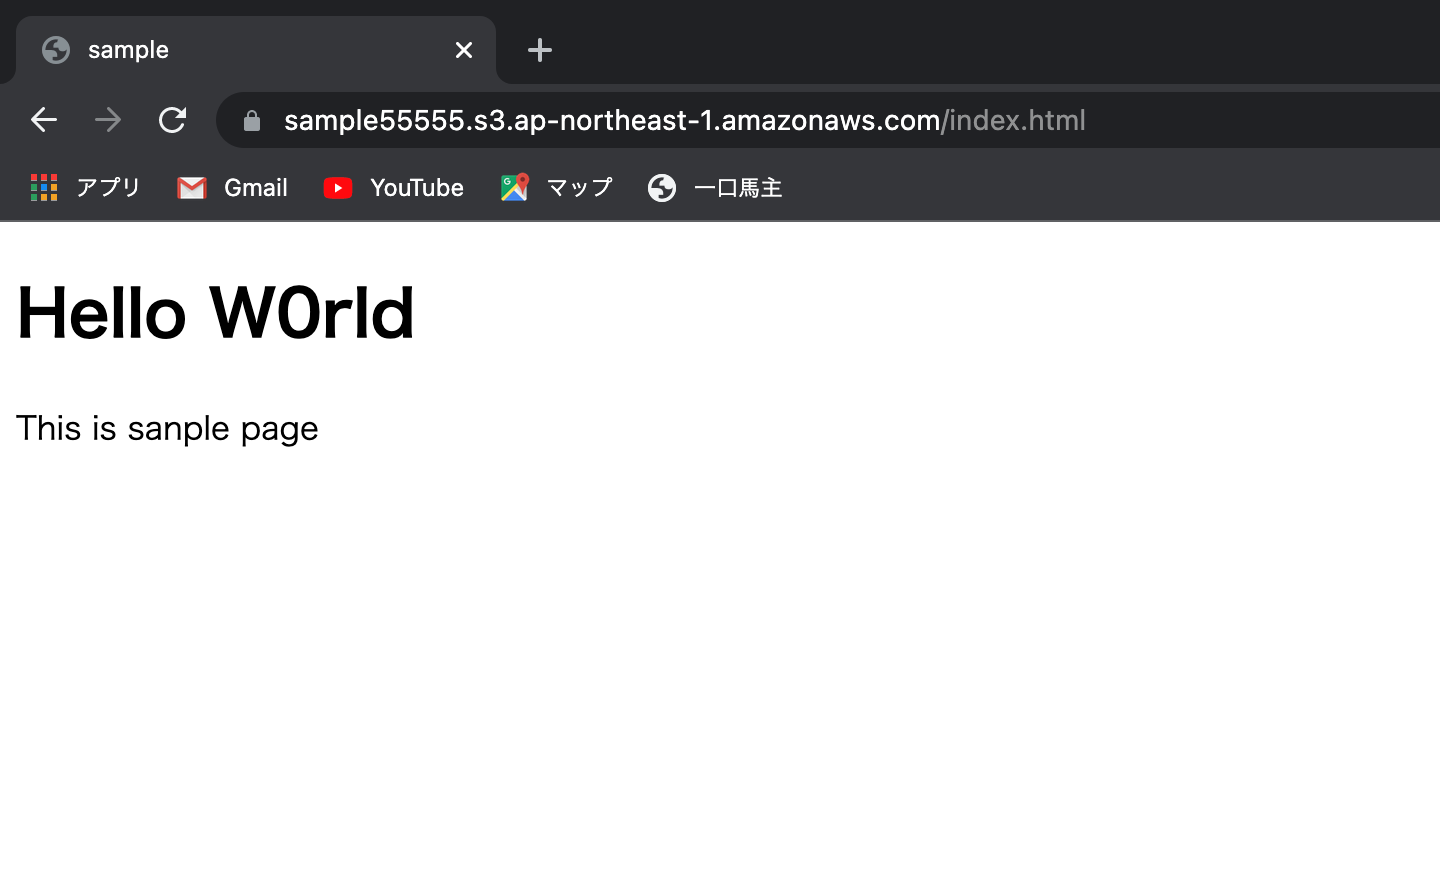 sample
sample55555.s3.ap-northeast-1.amazonaws.com/index.html
アプリ Gmail YouTube マップ 一口馬主
Hello W0rld
This is sanple page